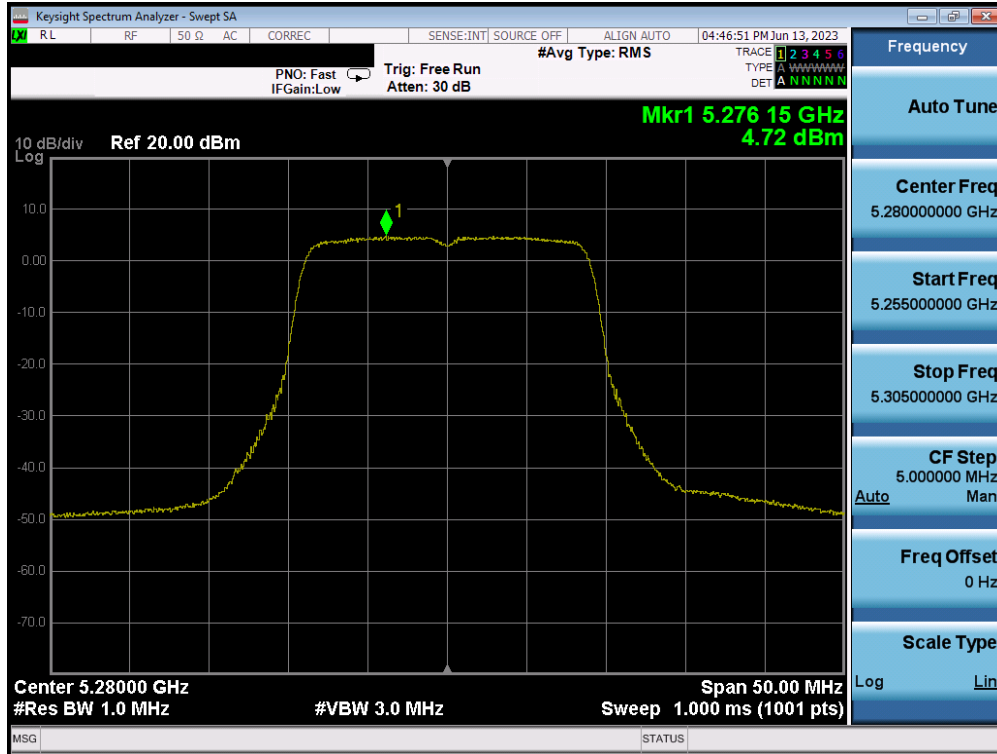 Keysight Spectrum Analyzer - Swept SA
LXI RL RF 50 Ω AC CORREC SENSE:INT SOURCE OFF ALIGN AUTO 04:46:51 PM Jun 13, 2023
#Avg Type: RMS
TRACE 1 2 3 4 5 6
PNO: Fast Trig: Free Run TYPE A WWWWW
IFGain:Low Atten: 30 dB DET A N N N N N
Mkr1 5.276 15 GHz
4.72 dBm
10 dB/div Ref 20.00 dBm
Log
1
10.0
0.00
-10.0
-20.0
-30.0
-40.0
-50.0
-60.0
-70.0
Center 5.28000 GHz Span 50.00 MHz
#Res BW 1.0 MHz #VBW 3.0 MHz Sweep 1.000 ms (1001 pts)
MSG STATUS
Frequency
Auto Tune
Center Freq
5.280000000 GHz
Start Freq
5.255000000 GHz
Stop Freq
5.305000000 GHz
CF Step
5.000000 MHz
Auto Man
Freq Offset
0 Hz
Scale Type
Log Lin